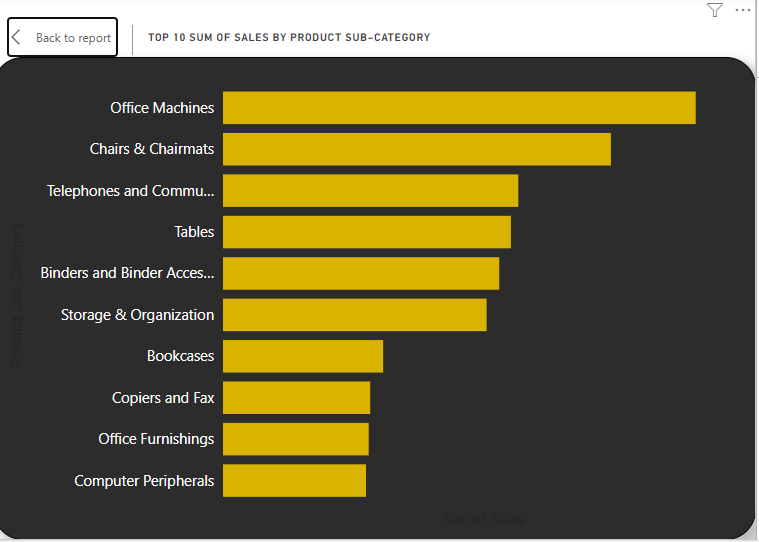 Back to report
TOP 10 SUM OF SALES BY PRODUCT SUB-CATEGORY
Product Sub-Category
Office Machines
Chairs & Chairmats
Telephones and Commu...
Tables
Binders and Binder Acces...
Storage & Organization
Bookcases
Copiers and Fax
Office Furnishings
Computer Peripherals
Sum of Sales